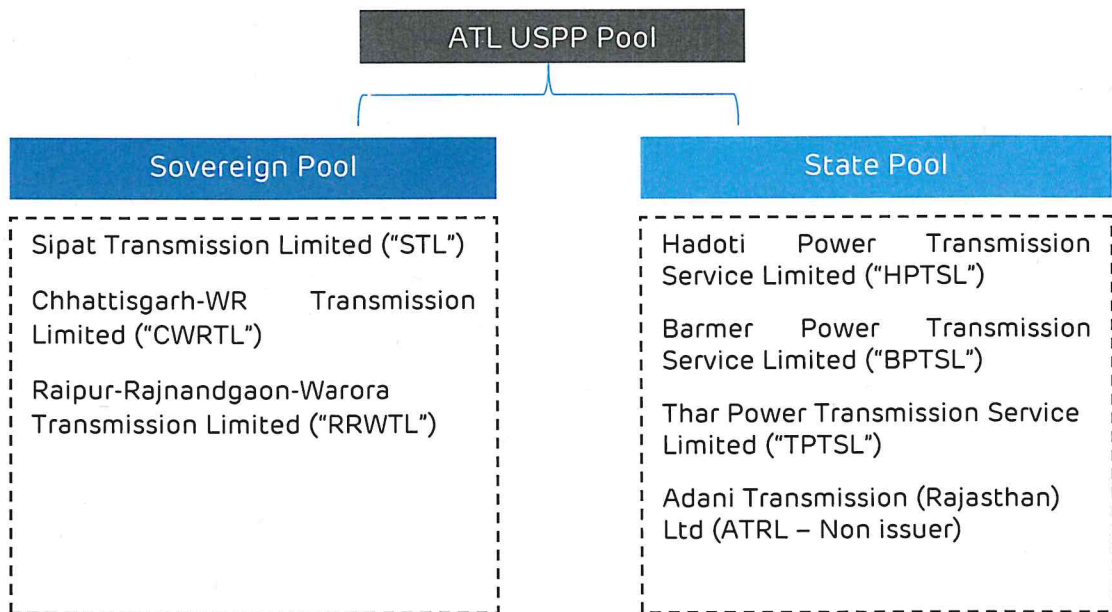 ATL USPP Pool
Sovereign Pool
Sipat Transmission Limited (“STL”)
Chhattisgarh-WR Transmission
Limited (“CWRTL”)
Raipur-Rajnandgaon-Warora
Transmission Limited (“RRWTL”)
State Pool
Hadoti Power Transmission
Service Limited (“HPTSL”)
Barmer Power Transmission
Service Limited (“BPTSL”)
Thar Power Transmission Service
Limited (“TPTSL”)
Adani Transmission (Rajasthan)
Ltd (ATRL – Non issuer)